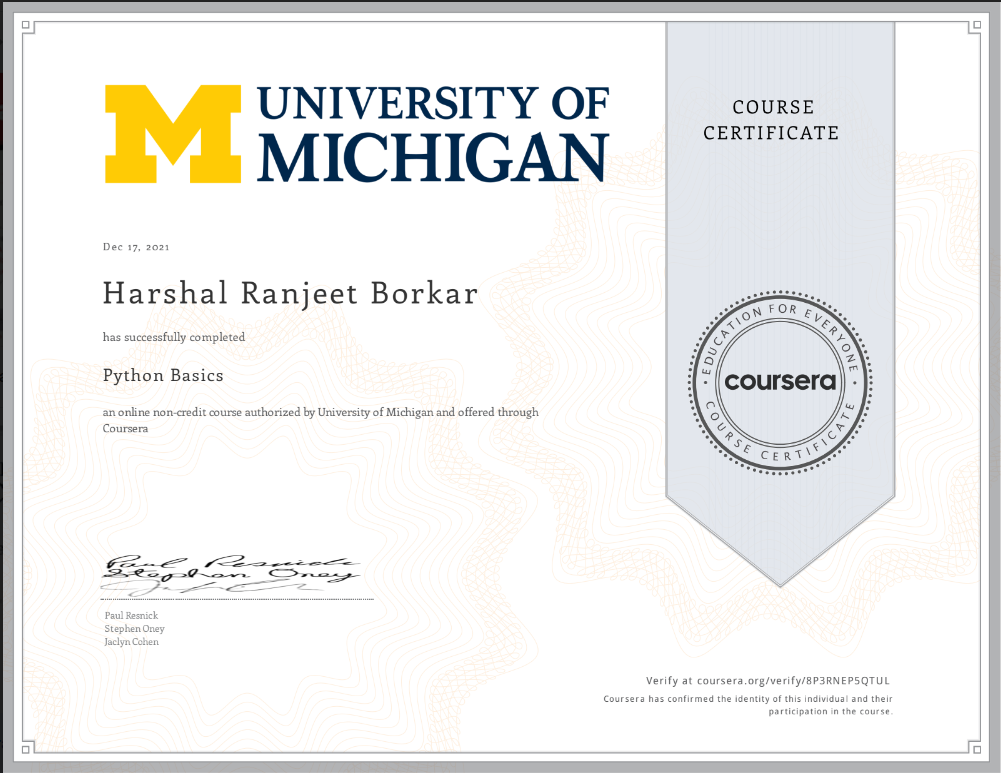 UNIVERSITY OF
MICHIGAN
COURSE
CERTIFICATE
Dec 17, 2021
Harshal Ranjeet Borkar
has successfully completed
Python Basics
an online non-credit course authorized by University of Michigan and offered through
Coursera
EDUCATION FOR EVERYONE
coursera
COURSE CERTIFICATE
Paul Resnick
Stephen Oney
Paul Resnick
Stephen Oney
Jaclyn Cohen
Verify at coursera.org/verify/8P3RNEP5QTUL
Coursera has confirmed the identity of this individual and their
participation in the course.